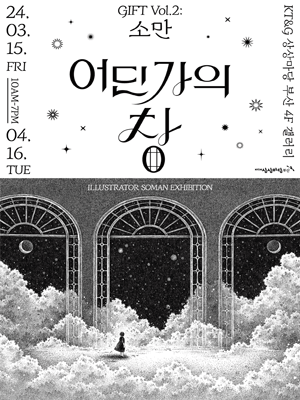 24.
03.
15.
FRI
10AM-7PM
04.
16.
TUE
GIFT Vol.2:
소만
어딘가의
창
KT&G 상상마당 부산 4F 갤러리
ILLUSTRATOR SOMAN EXHIBITION